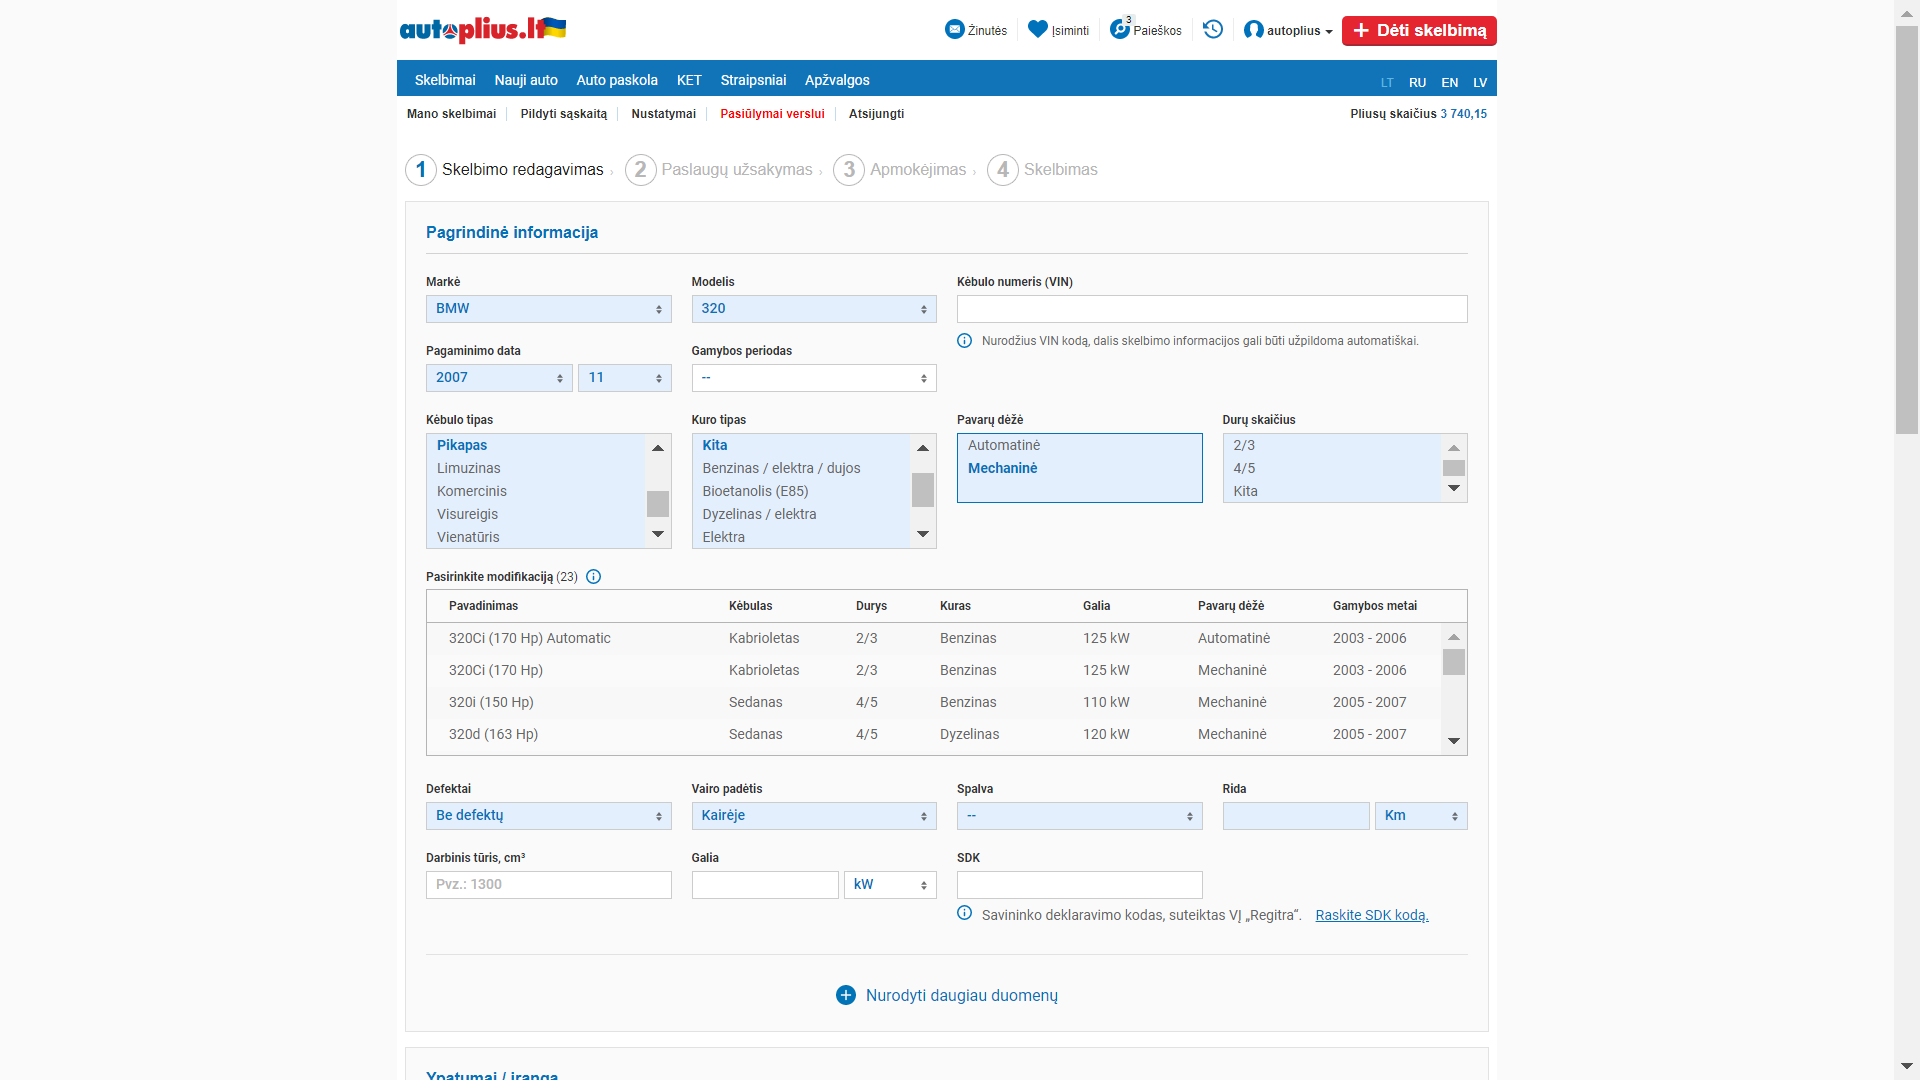 autoplius.lt
Žinutės
Įsiminti
3
Paieškos
autoplius
Dėti skelbimą
Skelbimai Nauji auto Auto paskola KET Straipsniai Apžvalgos
LT RU EN LV
Mano skelbimai Pildyti sąskaitą Nustatymai Pasiūlymai verslui Atsijungti
Pliusų skaičius 3 740,15
1 Skelbimo redagavimas › 2 Paslaugų užsakymas › 3 Apmokėjimas › 4 Skelbimas
Pagrindinė informacija
Markė Modelis Kėbulo numeris (VIN)
BMW 320
Nurodžius VIN kodą, dalis skelbimo informacijos gali būti užpildoma automatiškai.
Pagaminimo data Gamybos periodas
2007 11 --
Kėbulo tipas Kuro tipas Pavarų dėžė Durų skaičius
Pikapas Kita Automatinė 2/3
Limuzinas Benzinas / elektra / dujos Mechaninė 4/5
Komercinis Bioetanolis (E85) Kita
Visureigis Dyzelinas / elektra
Vienatūris Elektra
Pasirinkite modifikaciją (23)
Pavadinimas Kėbulas Durys Kuras Galia Pavarų dėžė Gamybos metai
320Ci (170 Hp) Automatic Kabrioletas 2/3 Benzinas 125 kW Automatinė 2003 - 2006
320Ci (170 Hp) Kabrioletas 2/3 Benzinas 125 kW Mechaninė 2003 - 2006
320i (150 Hp) Sedanas 4/5 Benzinas 110 kW Mechaninė 2005 - 2007
320d (163 Hp) Sedanas 4/5 Dyzelinas 120 kW Mechaninė 2005 - 2007
Defektai Vairo padėtis Spalva Rida
Be defektų Kairėje -- Km
Darbinis tūris, cm³ Galia SDK
Pvz.: 1300 kW
Savininko deklaravimo kodas, suteiktas VĮ „Regitra“. Raskite SDK kodą.
Nurodyti daugiau duomenų
Ypatumai / įranga